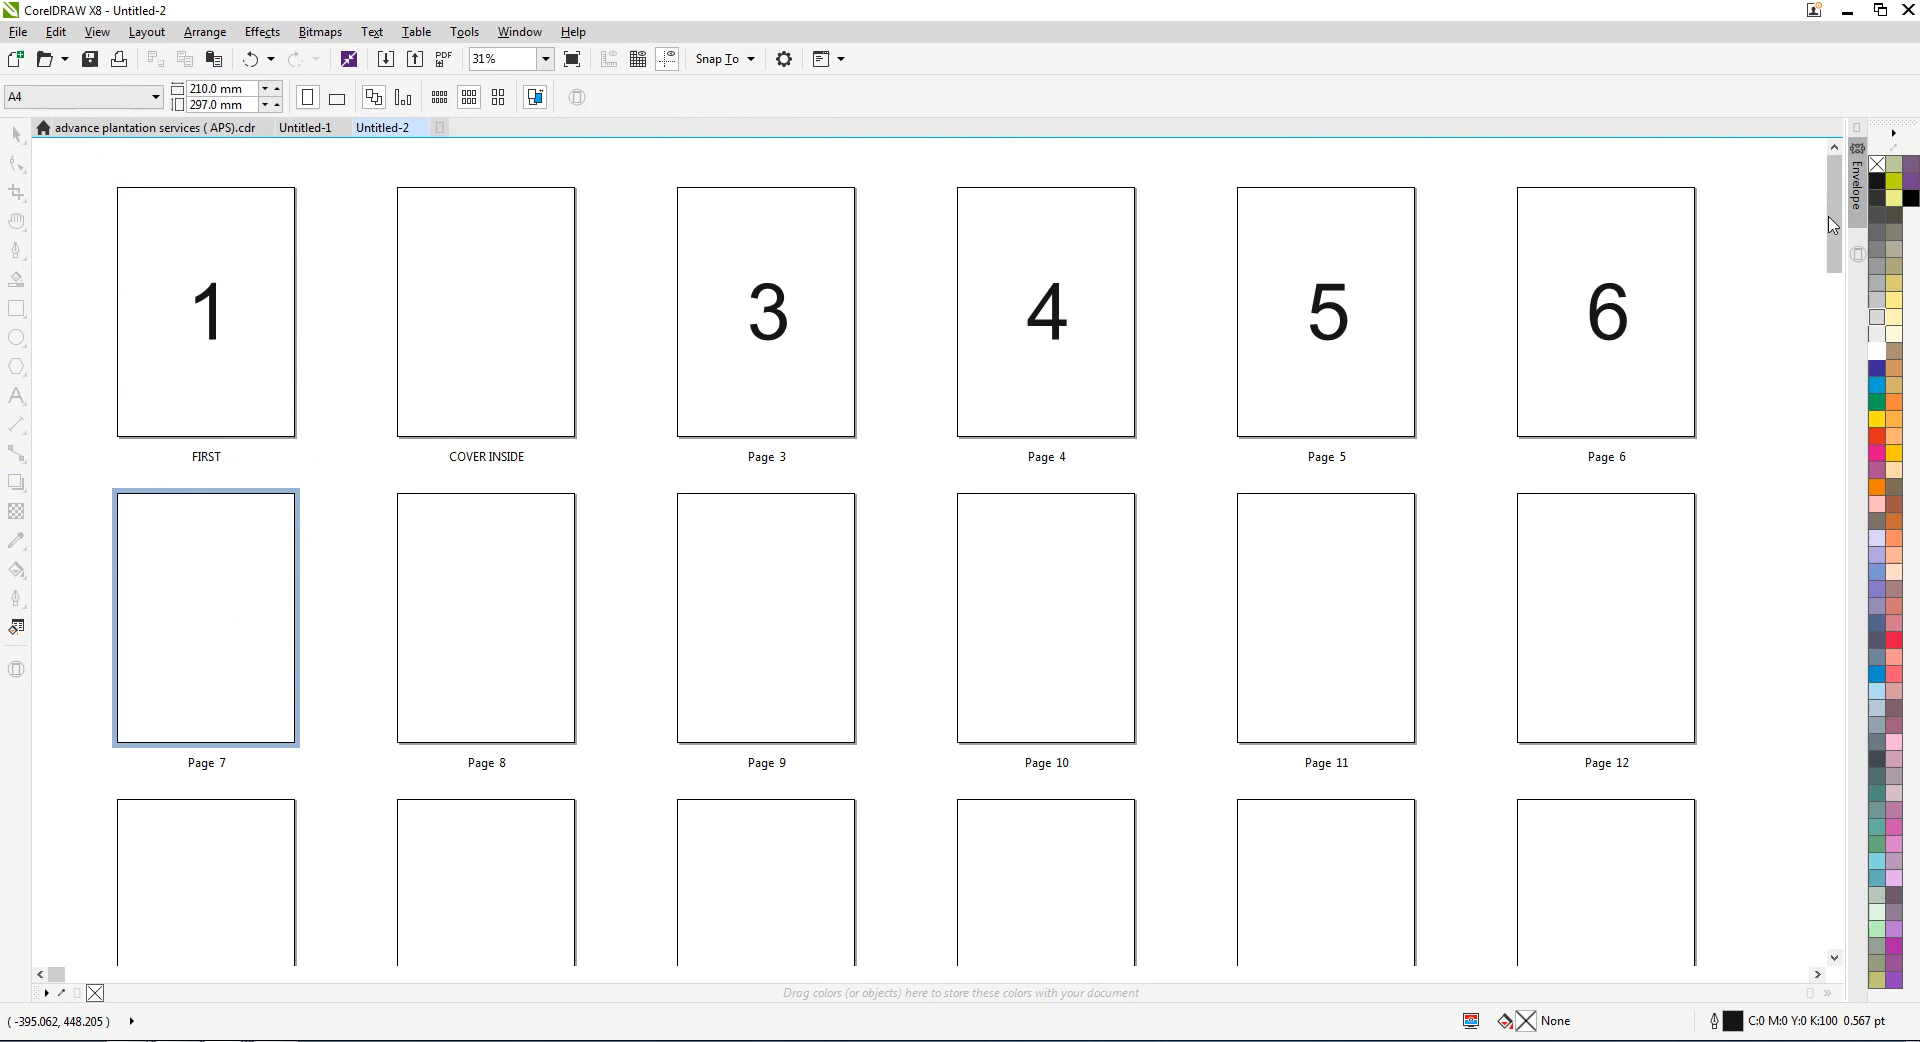 CorelDRAW X8 - Untitled-2
File Edit View Layout Arrange Effects Bitmaps Text Table Tools Window Help
PDF 31% Snap To
A4 210.0 mm
297.0 mm
advance plantation services ( APS).cdr Untitled-1 Untitled-2
Envelope
1 3 4 5 6
FIRST COVER INSIDE Page 3 Page 4 Page 5 Page 6
Page 7 Page 8 Page 9 Page 10 Page 11 Page 12
Drag colors (or objects) here to store these colors with your document
( -395.062, 448.205 ) None C:0 M:0 Y:0 K:100 0.567 pt